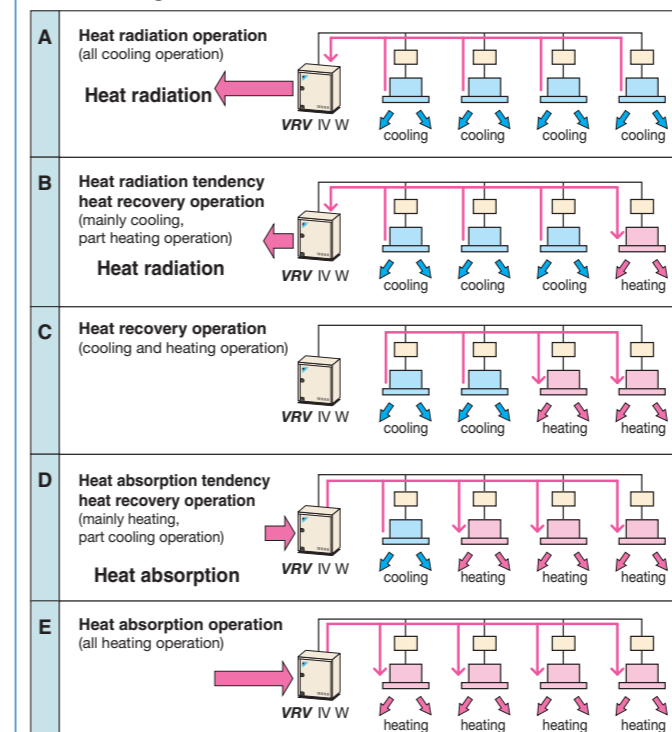 A
Heat radiation operation
(all cooling operation)
Heat radiation
VRV IV W
cooling
cooling
cooling
cooling
B
Heat radiation tendency
heat recovery operation
(mainly cooling,
part heating operation)
Heat radiation
VRV IV W
cooling
cooling
cooling
heating
C
Heat recovery operation
(cooling and heating operation)
VRV IV W
cooling
cooling
heating
heating
D
Heat absorption tendency
heat recovery operation
(mainly heating,
part cooling operation)
Heat absorption
VRV IV W
cooling
heating
heating
heating
E
Heat absorption operation
(all heating operation)
VRV IV W
heating
heating
heating
heating